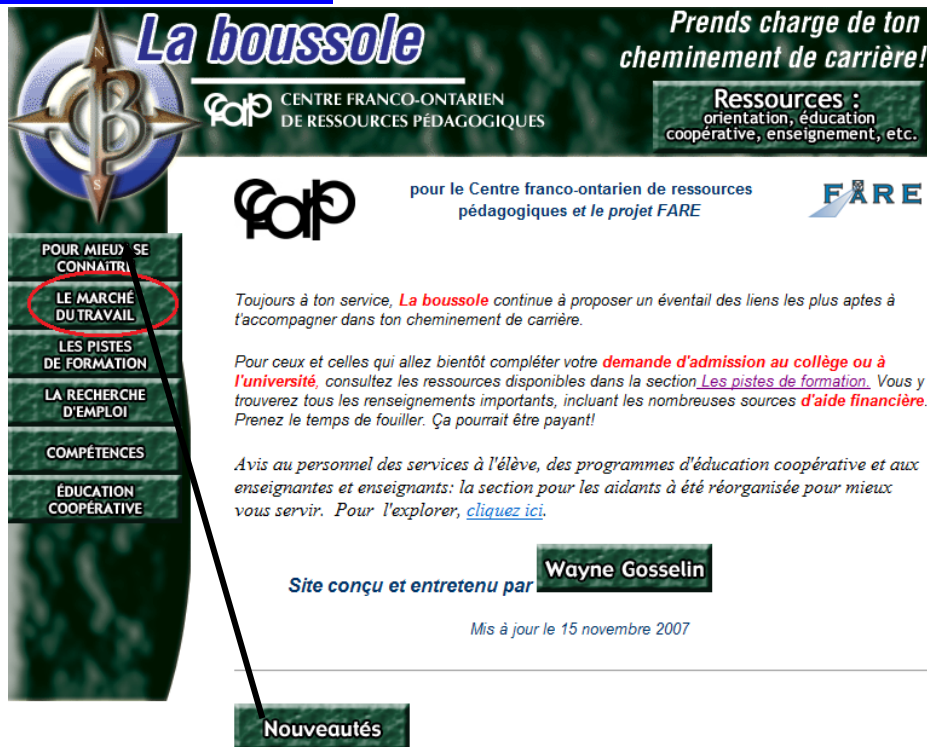 La boussole
Prends charge de ton
cheminement de carrière!
CENTRE FRANCO-ONTARIEN
DE RESSOURCES PÉDAGOGIQUES
Ressources :
orientation, éducation
coopérative, enseignement, etc.
N
B
S
cforp
pour le Centre franco-ontarien de ressources
pédagogiques et le projet FARE
FARE
POUR MIEUX SE
CONNAÎTRE
LE MARCHÉ
DU TRAVAIL
LES PISTES
DE FORMATION
LA RECHERCHE
D'EMPLOI
COMPÉTENCES
ÉDUCATION
COOPÉRATIVE
Toujours à ton service, La boussole continue à proposer un éventail des liens les plus aptes à
t'accompagner dans ton cheminement de carrière.
Pour ceux et celles qui allez bientôt compléter votre demande d'admission au collège ou à
l'université, consultez les ressources disponibles dans la section Les pistes de formation. Vous y
trouverez tous les renseignements importants, incluant les nombreuses sources d'aide financière.
Prenez le temps de fouiller. Ça pourrait être payant!
Avis au personnel des services à l'élève, des programmes d'éducation coopérative et aux
enseignantes et enseignants: la section pour les aidants à été réorganisée pour mieux
vous servir. Pour l'explorer, cliquez ici.
Site conçu et entretenu par Wayne Gosselin
Mis à jour le 15 novembre 2007
Nouveautés